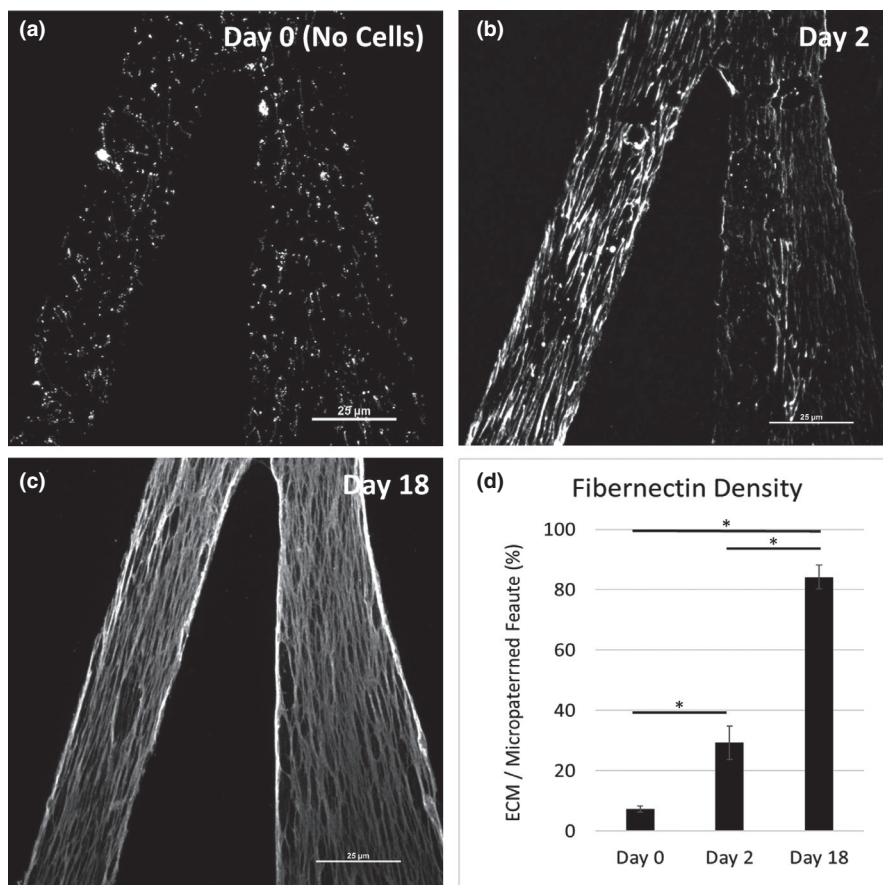 (a)
Day 0 (No Cells)
25 µm
(b)
Day 2
25 µm
(c)
Day 18
25 µm
(d)
Fibernectin Density
ECM / Micropaterrned Feaute (%)
100
80
60
40
20
0
*
*
*
Day 0
Day 2
Day 18